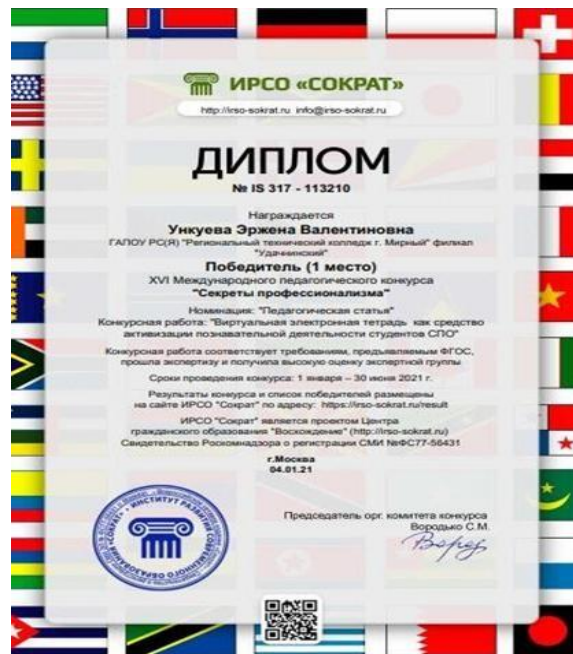 ИРСО «СОКРАТ»
http://irso-sokrat.ru info@irso-sokrat.ru
ДИПЛОМ
№ IS 317 - 113210
Награждается
Ункуева Эржена Валентиновна
ГАПОУ РС(Я) "Региональный технический колледж г. Мирный" филиал
"Удачнинский"
Победитель (1 место)
XVI Международного педагогического конкурса
"Секреты профессионализма"
Номинация: "Педагогическая статья"
Конкурсная работа: "Виртуальная электронная тетрадь как средство
активизации познавательной деятельности студентов СПО"
Конкурсная работа соответствует требованиям, предъявляемым ФГОС,
прошла экспертизу и получила высокую оценку экспертной группы
Сроки проведения конкурса: 1 января – 30 июня 2021 г.
Результаты конкурса и список победителей размещены
на сайте ИРСО "Сократ" по адресу: https://irso-sokrat.ru/result
ИРСО "Сократ" является проектом Центра
гражданского образования "Восхождение" (http://irso-sokrat.ru)
Свидетельство Роскомнадзора о регистрации СМИ №ФС77-56431
г.Москва
04.01.21
Председатель орг. комитета конкурса
Бородько С.М.
ИНСТИТУТ РАЗВИТИЯ СОВРЕМЕННОГО ОБРАЗОВАНИЯ «СОКРАТ»